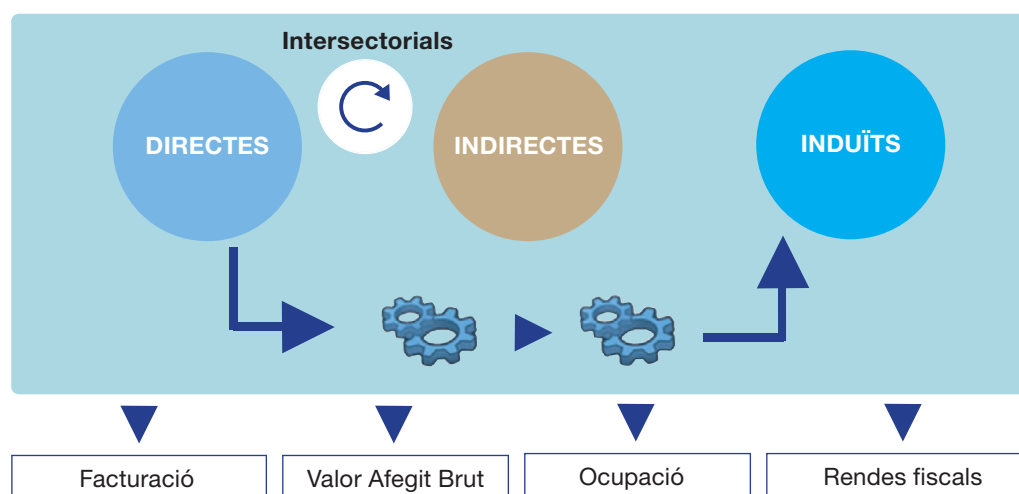 Intersectorials
DIRECTES
INDIRECTES
INDUÏTS
Facturació
Valor Afegit Brut
Ocupació
Rendes fiscals